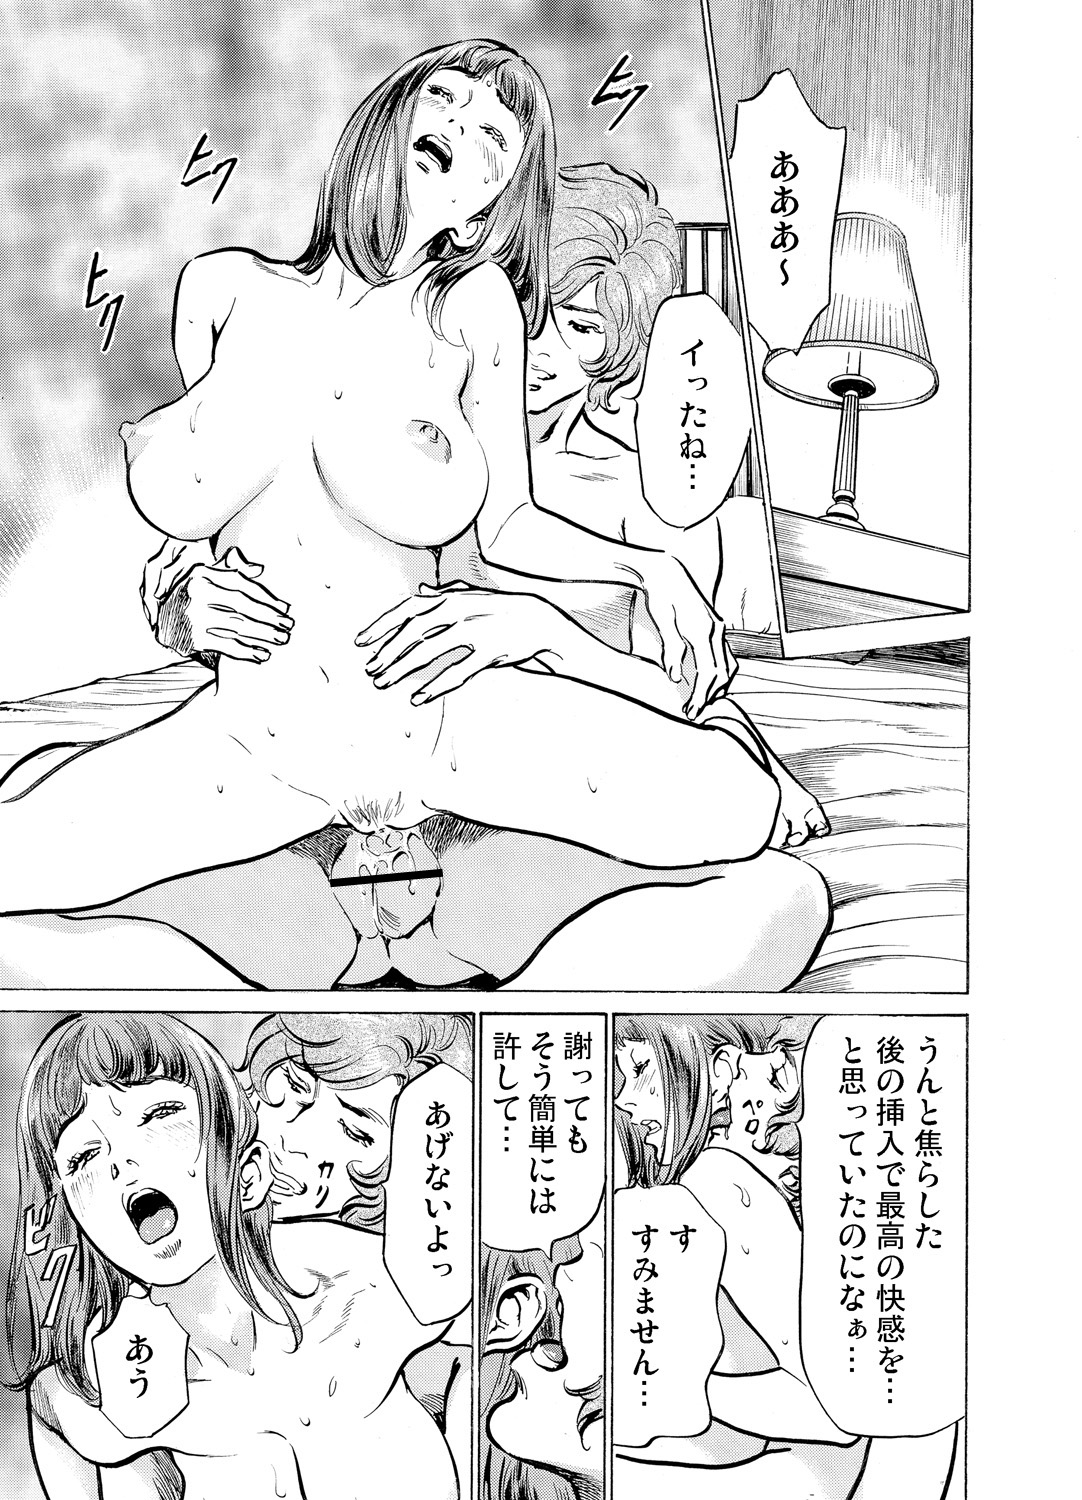 あああ～
イったね…
ヒク
ヒク
ヒク
うんと焦らした
後の挿入で最高の快感を…
と思っていたのになぁ…
ペロ
す
すみません…
謝っても
そう簡単には
許して…
あげないよっ
カリ
ビク
あう